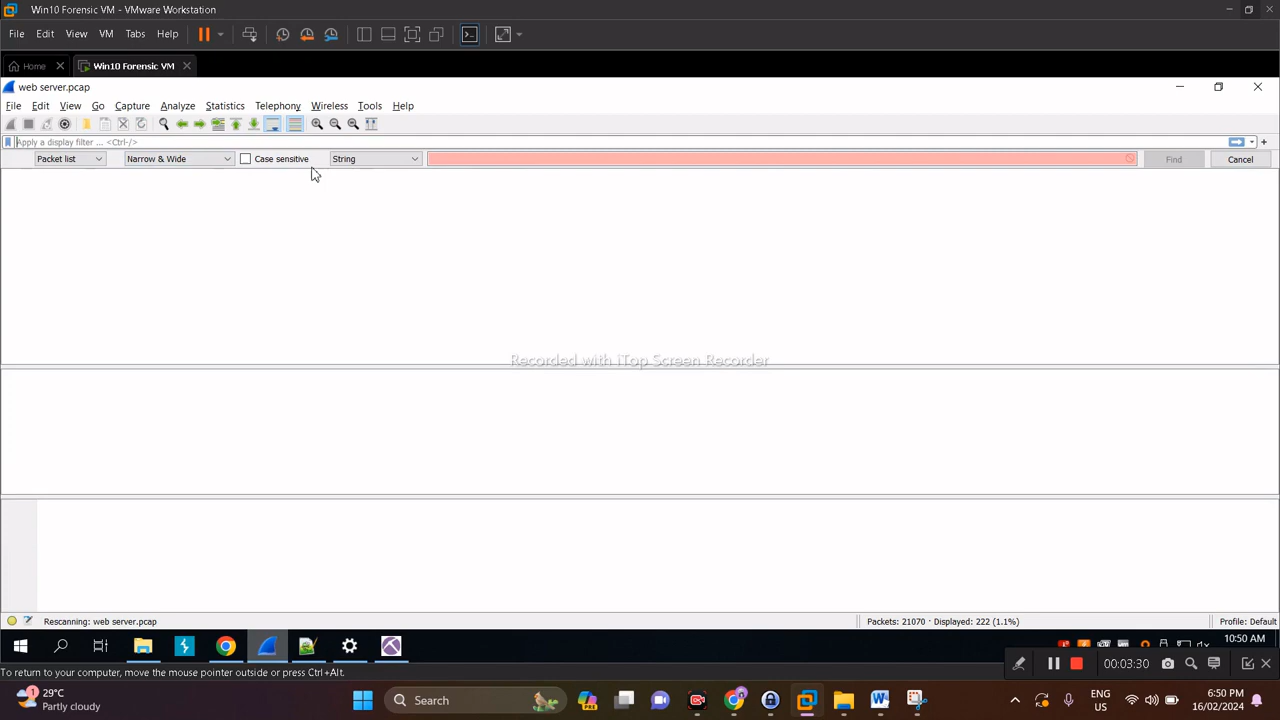 Win10 Forensic VM - VMware Workstation
File Edit View VM Tabs Help
Home Win10 Forensic VM
web server.pcap
File Edit View Go Capture Analyze Statistics Telephony Wireless Tools Help
Apply a display filter ... <Ctrl-/>
Packet list Narrow & Wide Case sensitive String Find Cancel
Recorded with iTop Screen Recorder
Rescanning: web server.pcap Packets: 21070 · Displayed: 222 (1.1%) Profile: Default
10:50 AM
To return to your computer, move the mouse pointer outside or press Ctrl+Alt.
00:03:30
1 29°C
Partly cloudy
Search
PRE
ENG
US
6:50 PM
16/02/2024